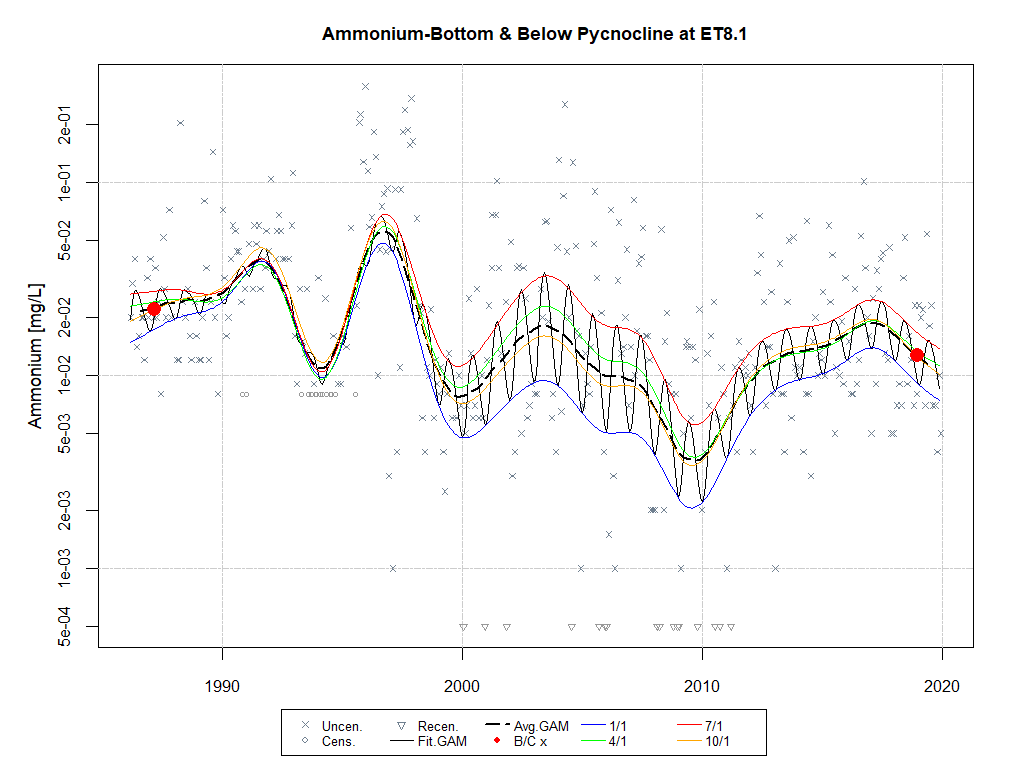 Ammonium-Bottom & Below Pycnocline at ET8.1
Ammonium [mg/L]
2e-01
1e-01
5e-02
2e-02
1e-02
5e-03
2e-03
1e-03
5e-04
1990 2000 2010 2020
Uncen. Recen. Avg.GAM 1/1 7/1
Cens. Fit.GAM B/C x 4/1 10/1